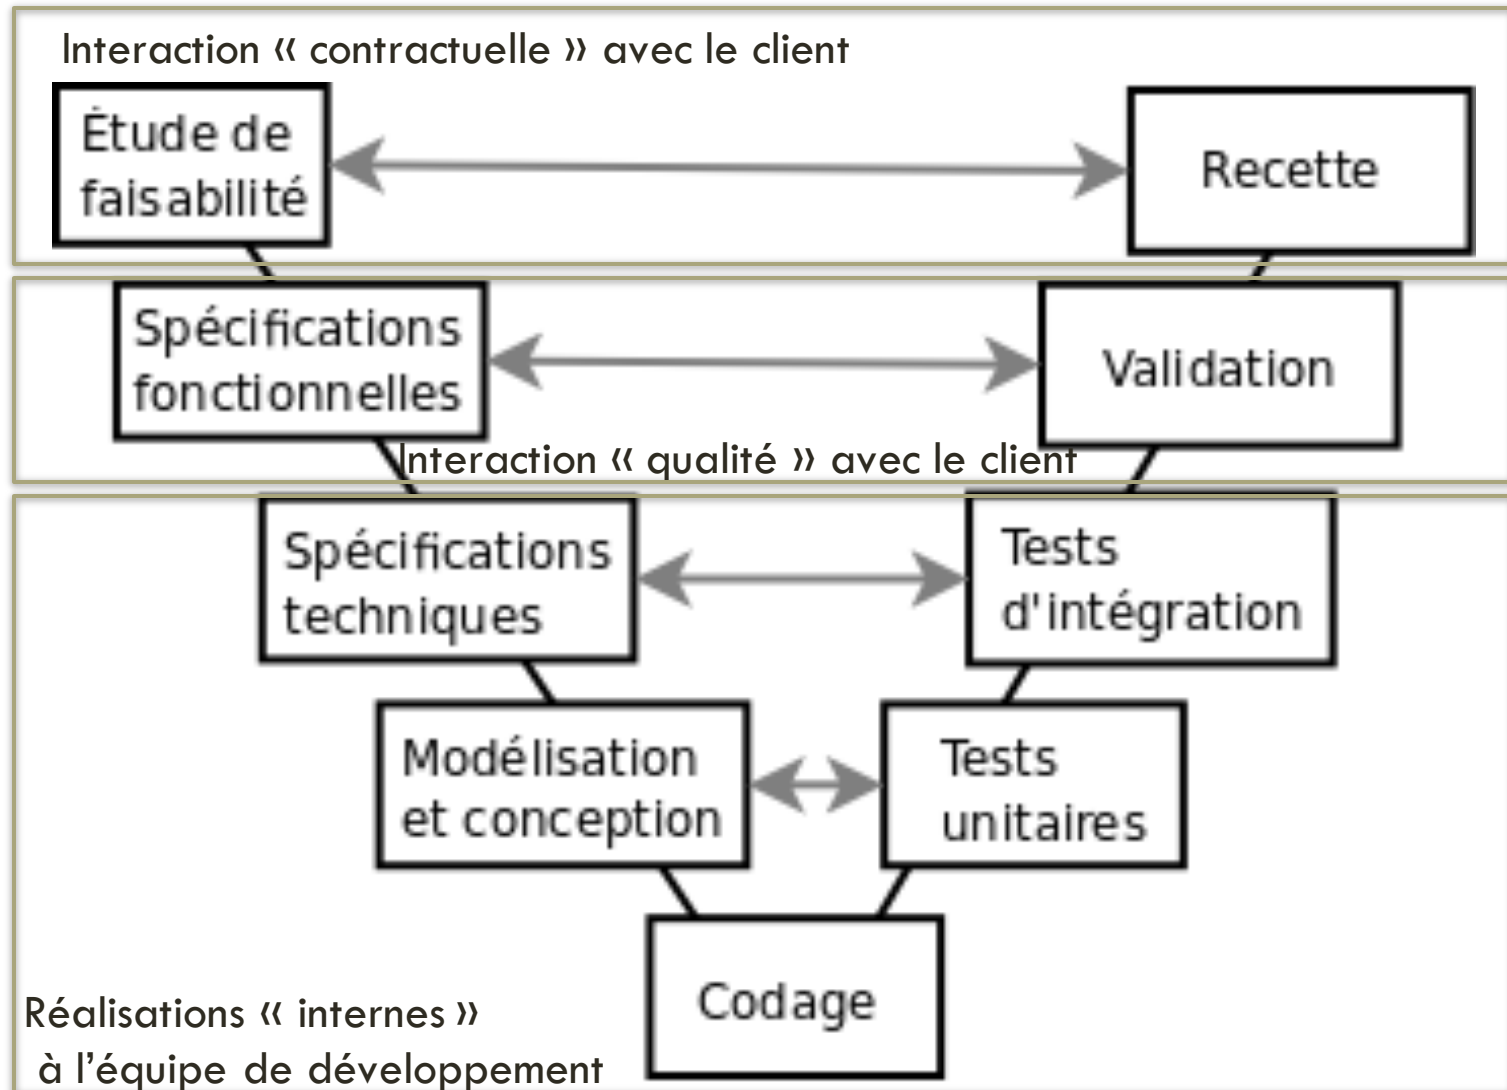 Interaction « contractuelle » avec le client
Étude de
faisabilité
Recette
Spécifications
fonctionnelles
Validation
Interaction « qualité » avec le client
Spécifications
techniques
Tests
d'intégration
Modélisation
et conception
Tests
unitaires
Codage
Réalisations « internes »
à l’équipe de développement